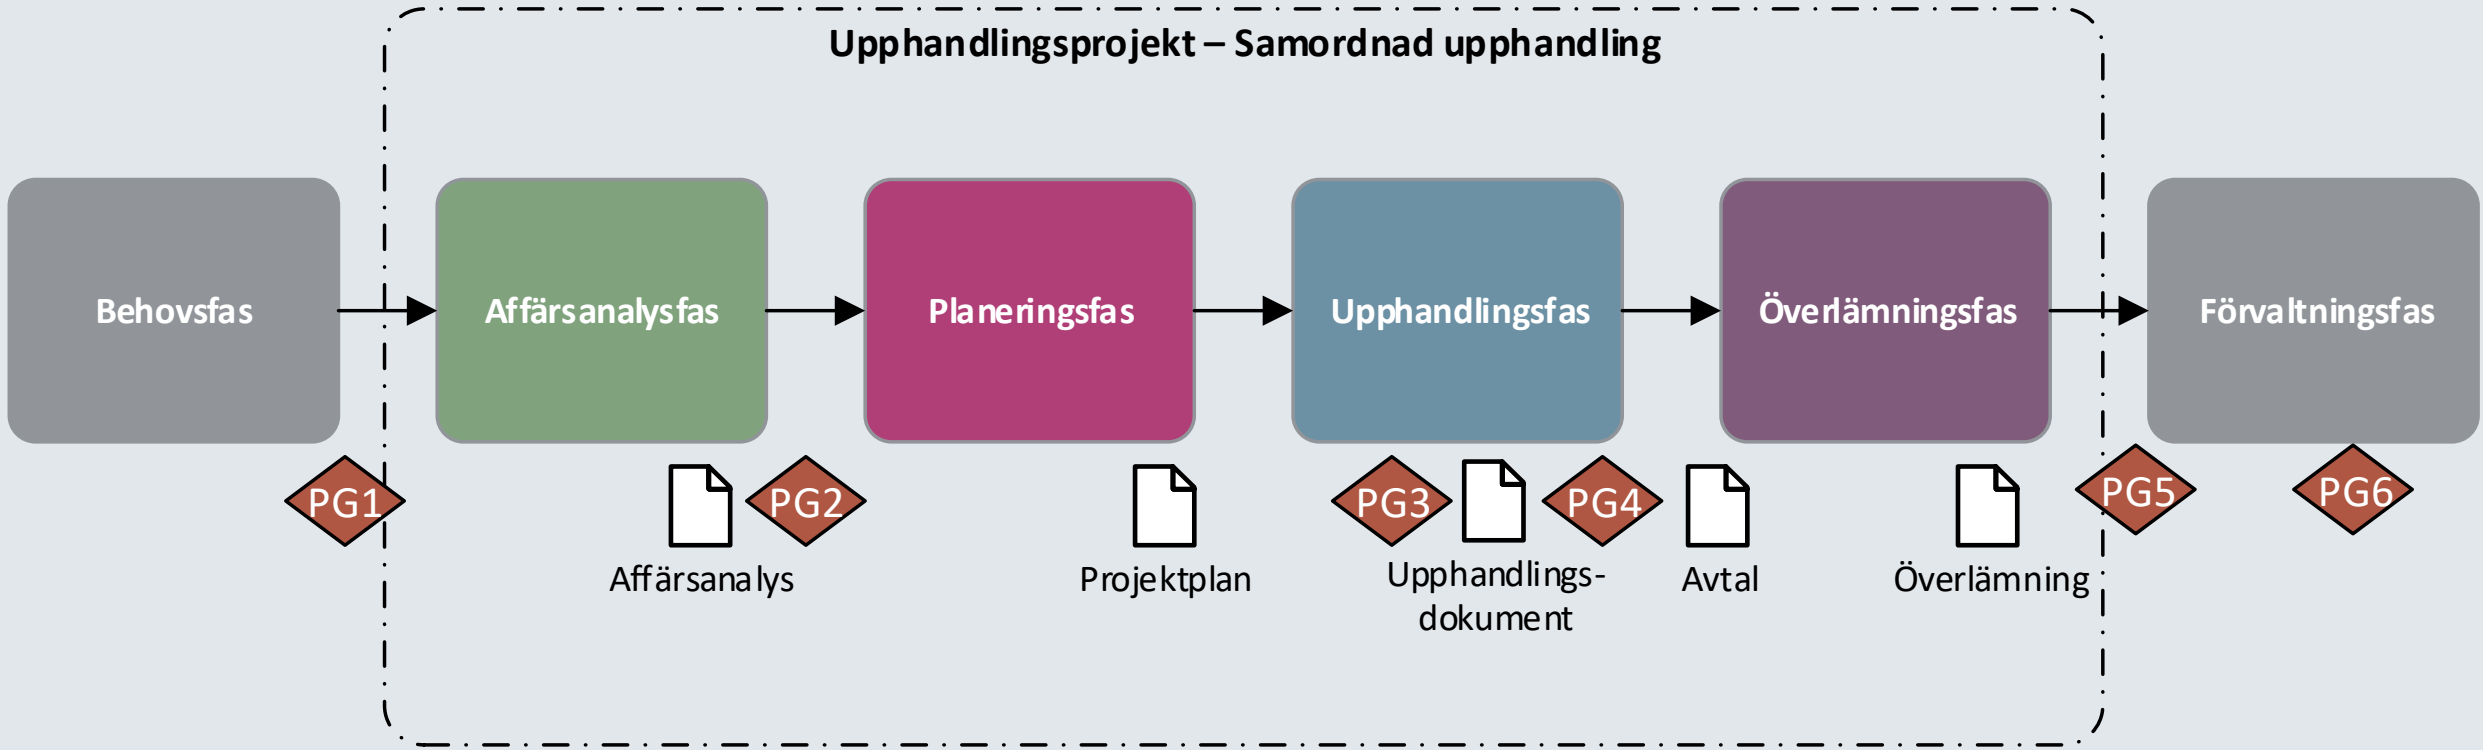 Upphandlingsprojekt – Samordnad upphandling
Behovsfas
Affärsanalysfas
Planeringsfas
Upphandlingsfas
Överlämningsfas
Förvaltningsfas
PG1
PG2
PG3
PG4
PG5
PG6
Affärsanalys
Projektplan
Upphandlings-
dokument
Avtal
Överlämning